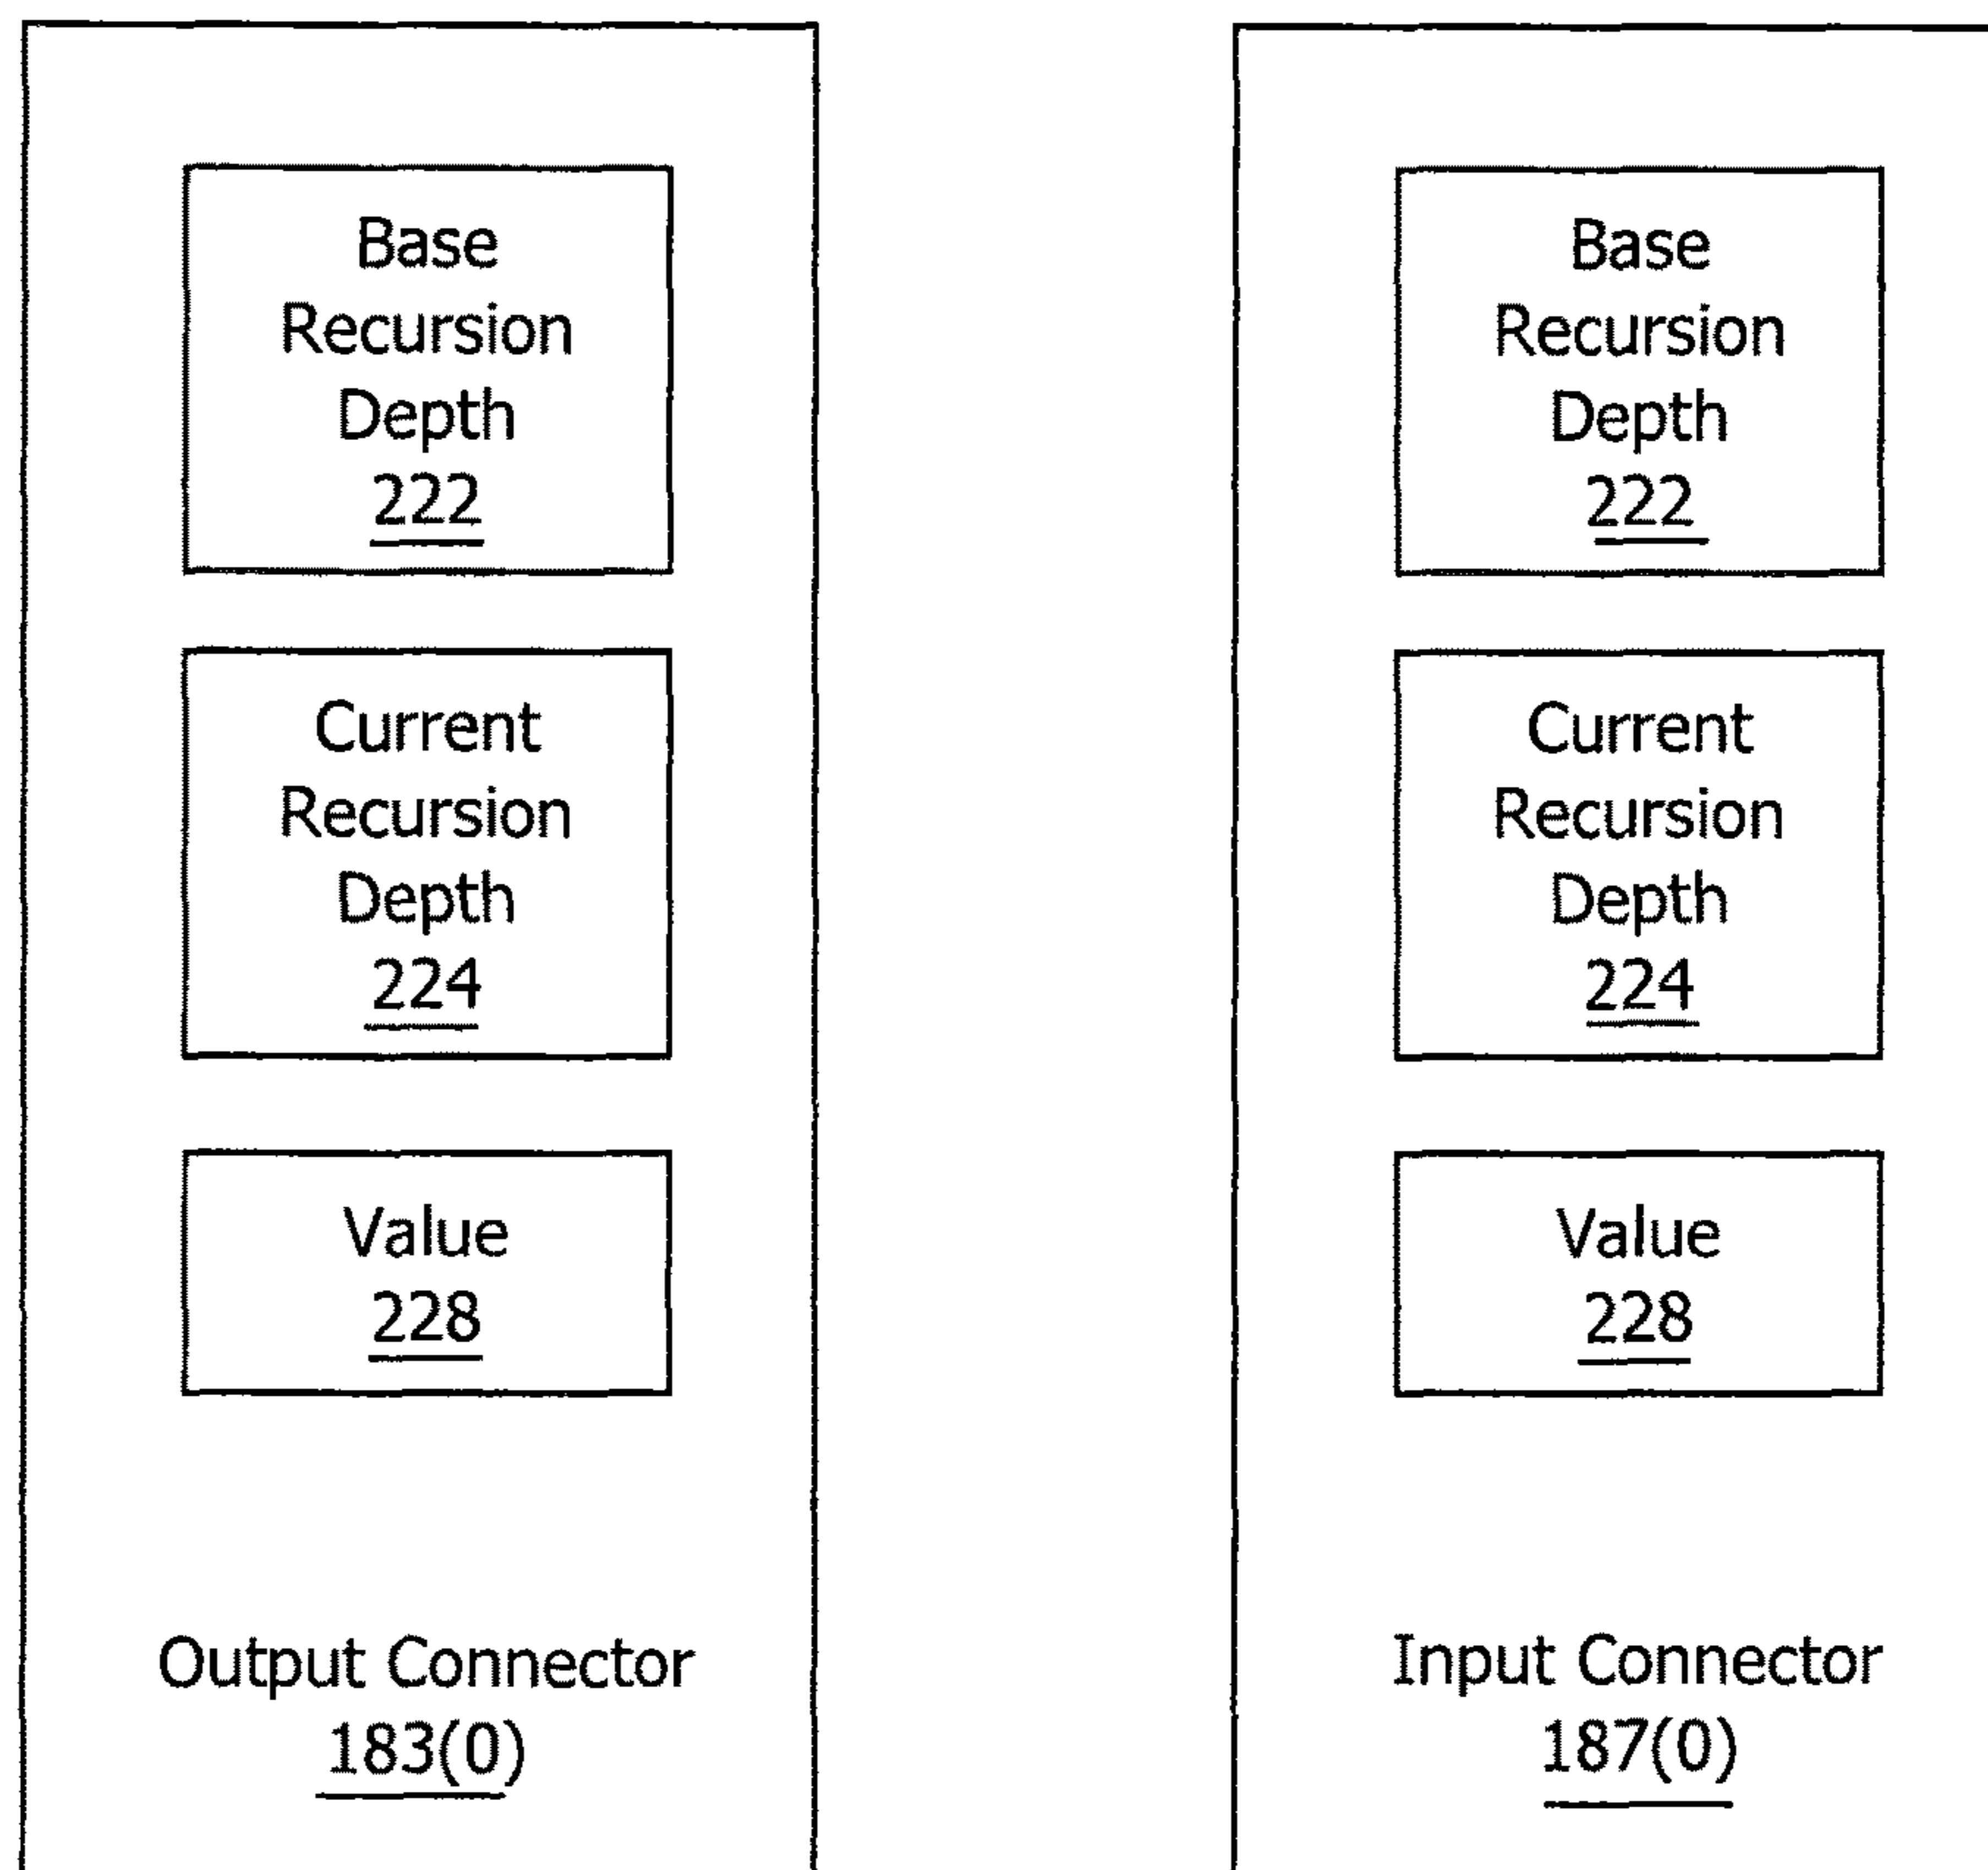 Base
Recursion
Depth
222
Current
Recursion
Depth
224
Value
228
Output Connector
183(0)
Base
Recursion
Depth
222
Current
Recursion
Depth
224
Value
228
Input Connector
187(0)